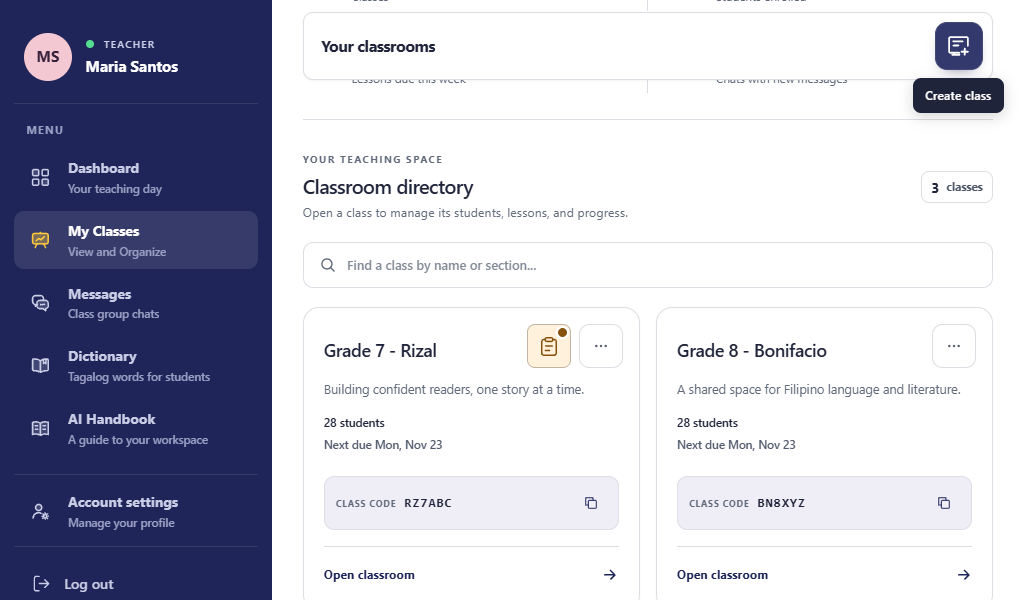 MS
TEACHER
Maria Santos
MENU
Dashboard
Your teaching day
My Classes
View and Organize
Messages
Class group chats
Dictionary
Tagalog words for students
AI Handbook
A guide to your workspace
Account settings
Manage your profile
Log out
Your classrooms
Create class
Lessons due this week
Chats with new messages
YOUR TEACHING SPACE
Classroom directory
3 classes
Open a class to manage its students, lessons, and progress.
Find a class by name or section...
Grade 7 - Rizal
Building confident readers, one story at a time.
28 students
Next due Mon, Nov 23
CLASS CODE RZ7ABC
Open classroom
Grade 8 - Bonifacio
A shared space for Filipino language and literature.
28 students
Next due Mon, Nov 23
CLASS CODE BN8XYZ
Open classroom